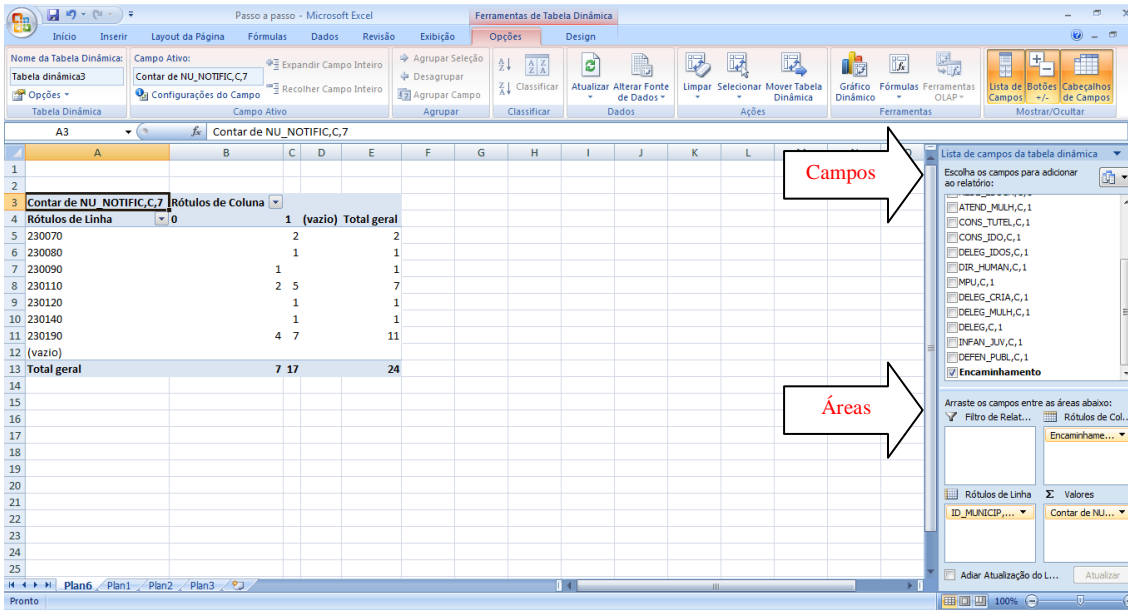 Passo a passo - Microsoft Excel
Ferramentas de Tabela Dinâmica
Início Inserir Layout da Página Fórmulas Dados Revisão Exibição Opções Design
Nome da Tabela Dinâmica:
Tabela dinâmica3
Opções
Tabela Dinâmica
Campo Ativo:
Contar de NU_NOTIFIC,C,7
Configurações do Campo
Expandir Campo Inteiro
Recolher Campo Inteiro
Campo Ativo
Agrupar Seleção
Desagrupar
Agrupar Campo
Agrupar
Classificar
Classificar
Atualizar
Alterar Fonte de Dados
Dados
Limpar
Selecionar
Mover Tabela Dinâmica
Ações
Gráfico Dinâmico
Fórmulas
Ferramentas OLAP
Ferramentas
Lista de Campos
Botões +/-
Cabeçalhos de Campos
Mostrar/Ocultar
A3
fx Contar de NU_NOTIFIC,C,7
A B C D E F G H I J K L
1
2
3 Contar de NU_NOTIFIC,C,7 Rótulos de Coluna
4 Rótulos de Linha 0 1 (vazio) Total geral
5 230070 2 2
6 230080 1 1
7 230090 1 1
8 230110 2 5 7
9 230120 1 1
10 230140 1 1
11 230190 4 7 11
12 (vazio)
13 Total geral 7 17 24
14
15
16
17
18
19
20
21
22
23
24
25
Campos
Áreas
Lista de campos da tabela dinâmica
Escolha os campos para adicionar
ao relatório:
ATEND_MULH,C,1
CONS_TUTEL,C,1
CONS_IDO,C,1
DELEG_IDOS,C,1
DIR_HUMAN,C,1
MPU,C,1
DELEG_CRIA,C,1
DELEG_MULH,C,1
DELEG,C,1
INFAN_JUV,C,1
DEFEN_PUBL,C,1
Encaminhamento
Arraste os campos entre as áreas abaixo:
Filtro de Relat... Rótulos de Col...
Encaminhame...
Rótulos de Linha Σ Valores
ID_MUNICIP,... Contar de NU...
Adiar Atualização do L... Atualizar
Plan6 Plan1 Plan2 Plan3
Pronto
100%